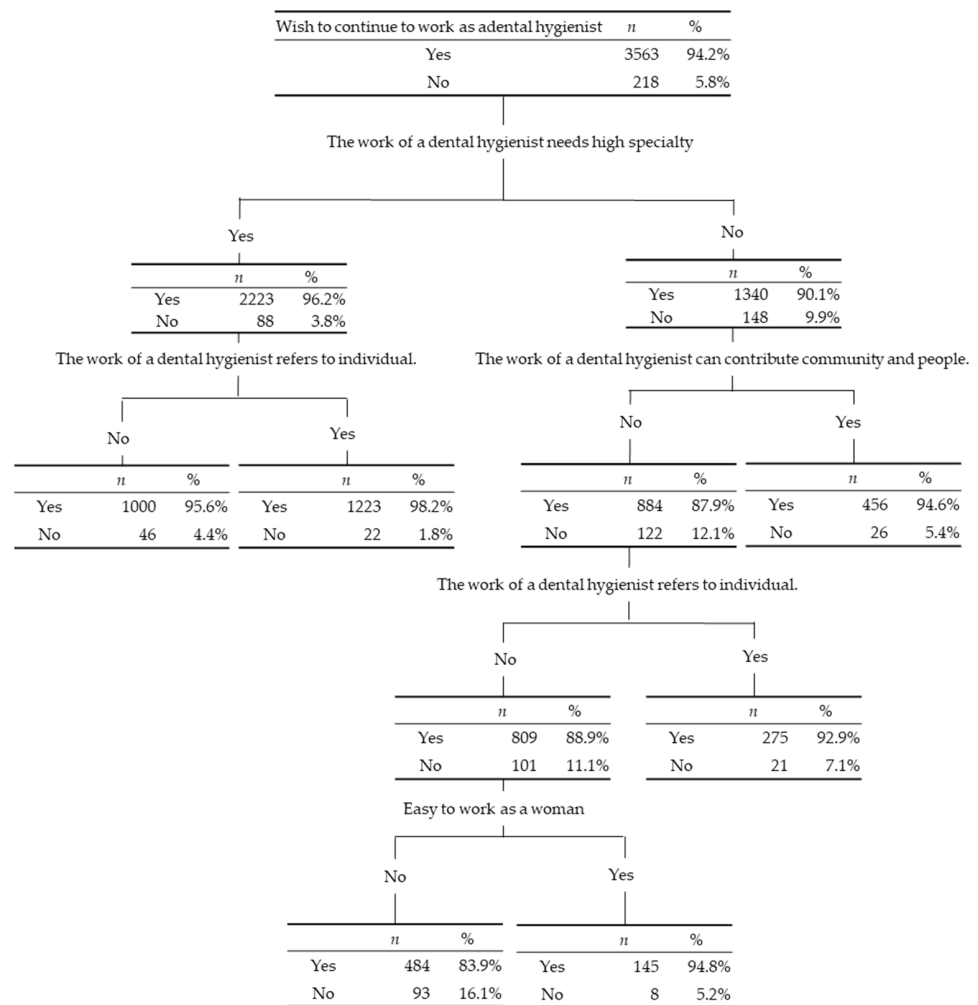 Wish to continue to work as adental hygienist n %
Yes 3563 94.2%
No 218 5.8%
The work of a dental hygienist needs high specialty
Yes
n %
Yes 2223 96.2%
No 88 3.8%
No
n %
Yes 1340 90.1%
No 148 9.9%
The work of a dental hygienist refers to individual.
No
n %
Yes 1000 95.6%
No 46 4.4%
Yes
n %
Yes 1223 98.2%
No 22 1.8%
The work of a dental hygienist can contribute community and people.
No
n %
Yes 884 87.9%
No 122 12.1%
Yes
n %
Yes 456 94.6%
No 26 5.4%
The work of a dental hygienist refers to individual.
No
n %
Yes 809 88.9%
No 101 11.1%
Yes
n %
Yes 275 92.9%
No 21 7.1%
Easy to work as a woman
No
n %
Yes 484 83.9%
No 93 16.1%
Yes
n %
Yes 145 94.8%
No 8 5.2%